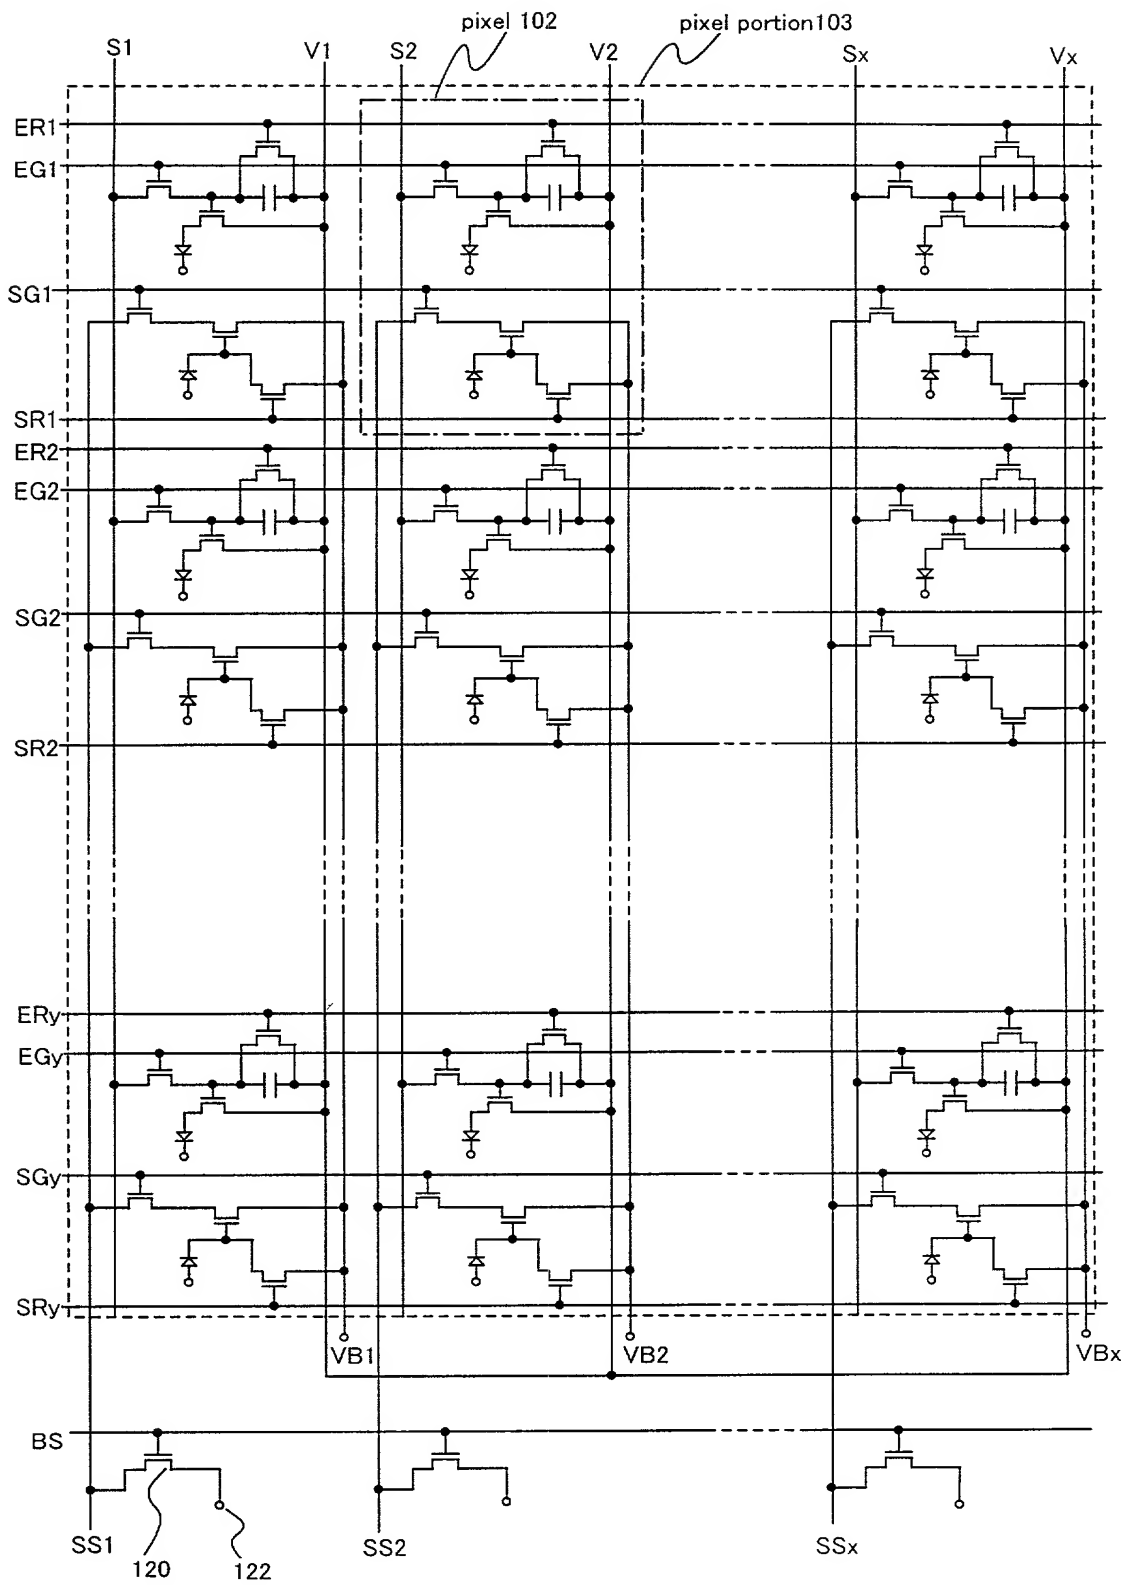 pixel 102
pixel portion103
S1
V1
S2
V2
Sx
Vx
ER1
EG1
SG1
SR1
ER2
EG2
SG2
SR2
ERy
EGy
SGy
SRy
VB1
VB2
VBx
BS
SS1
120
122
SS2
SSx